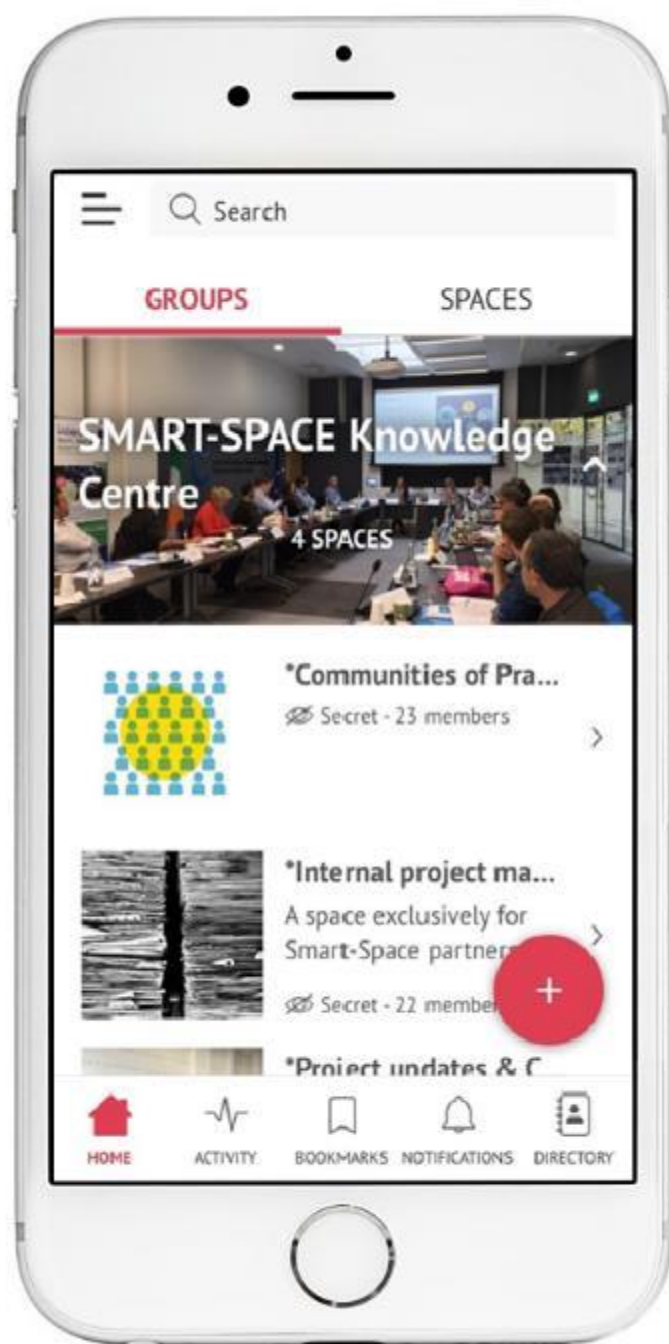 Search
GROUPS SPACES
SMART-SPACE Knowledge
Centre
4 SPACES
*Communities of Pra...
Secret - 23 members
*Internal project ma...
A space exclusively for
Smart-Space partner
Secret - 22 membe
+
*Project updates & C
HOME ACTIVITY BOOKMARKS NOTIFICATIONS DIRECTORY